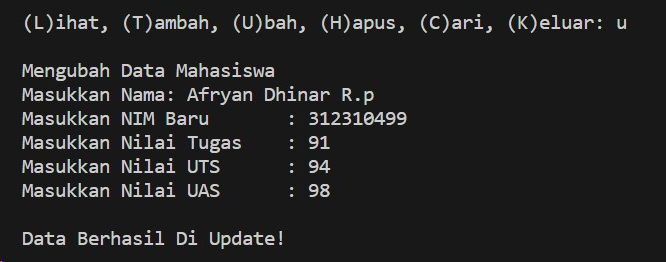 (L)ihat, (T)ambah, (U)bah, (H)apus, (C)ari, (K)eluar: u
Mengubah Data Mahasiswa
Masukkan Nama: Afryan Dhinar R.p
Masukkan NIM Baru       : 312310499
Masukkan Nilai Tugas    : 91
Masukkan Nilai UTS      : 94
Masukkan Nilai UAS      : 98
Data Berhasil Di Update!